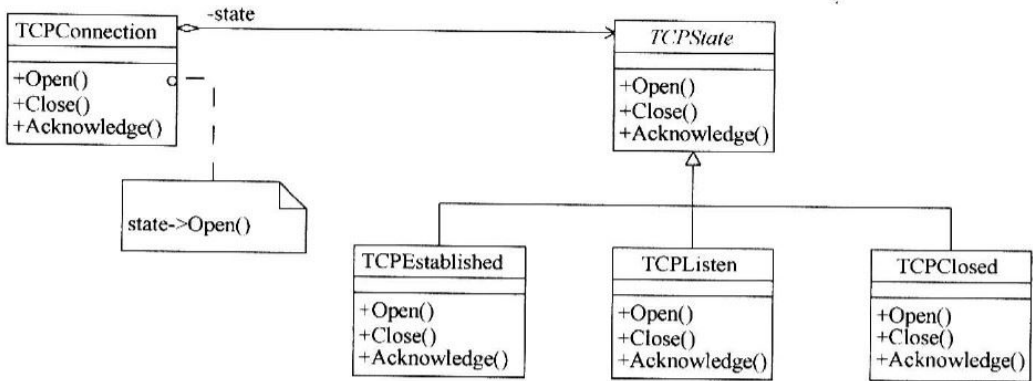 -state
TCPConnection
+Open()
+Close()
+Acknowledge()
TCPState
+Open()
+Close()
+Acknowledge()
state->Open()
TCPEstablished
+Open()
+Close()
+Acknowledge()
TCPListen
+Open()
+Close()
+Acknowledge()
TCPClosed
+Open()
+Close()
+Acknowledge()